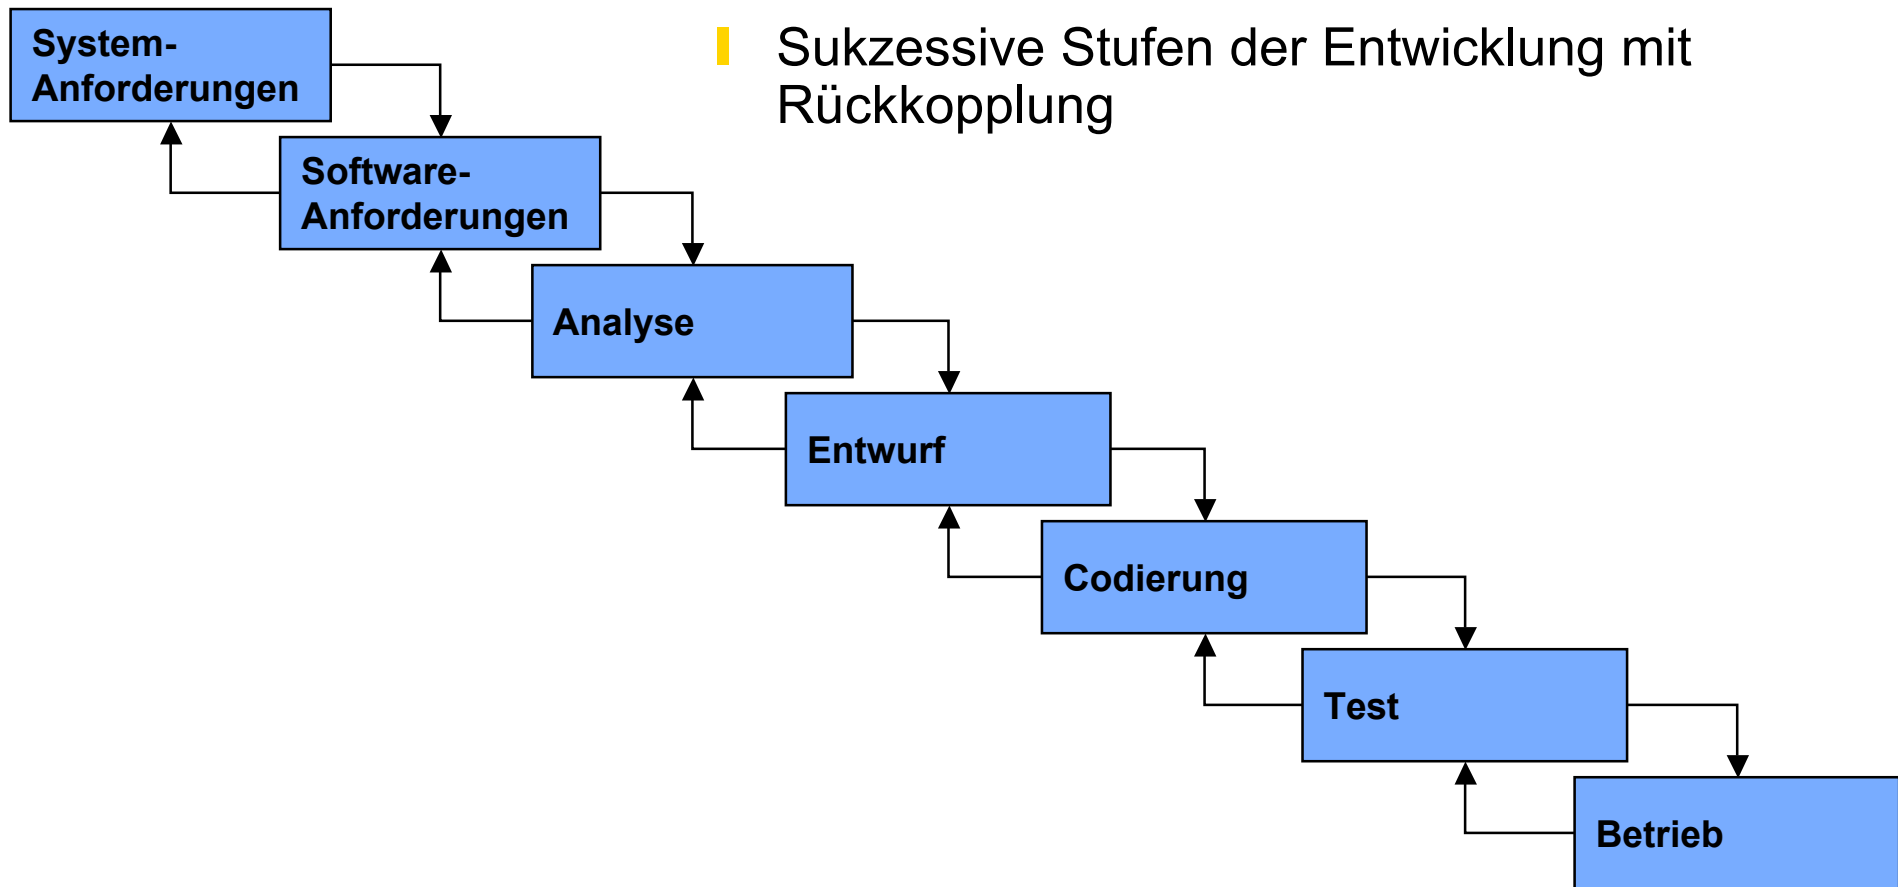 System-
Anforderungen
Sukzessive Stufen der Entwicklung mit
Rückkopplung
Software-
Anforderungen
Analyse
Entwurf
Codierung
Test
Betrieb